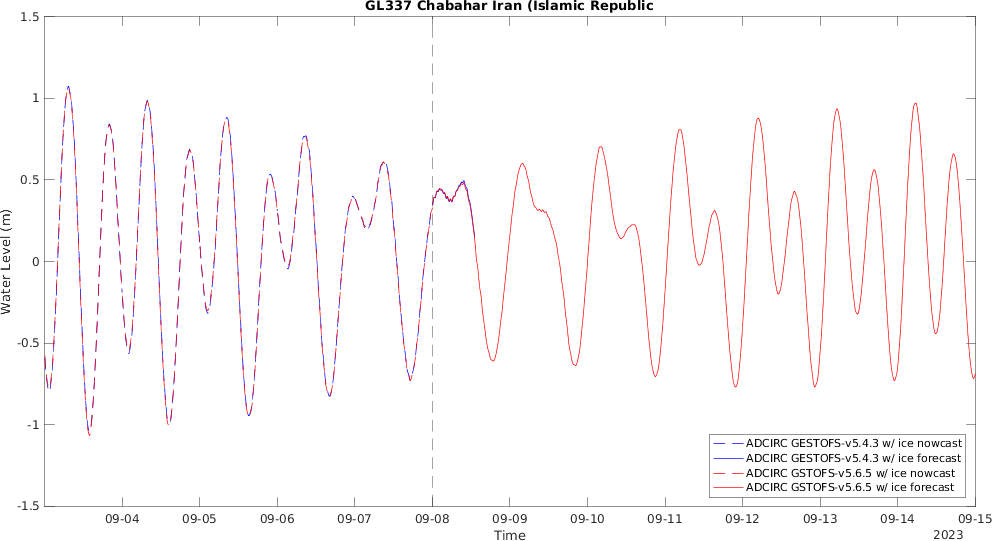 GL337 Chabahar Iran (Islamic Republic
1.5
1
0.5
0
-0.5
-1
-1.5
Water Level (m)
09-04 09-05 09-06 09-07 09-08 09-09 09-10 09-11 09-12 09-13 09-14 09-15
Time
2023
ADCIRC GESTOFS-v5.4.3 w/ ice nowcast
ADCIRC GESTOFS-v5.4.3 w/ ice forecast
ADCIRC GSTOFS-v5.6.5 w/ ice nowcast
ADCIRC GSTOFS-v5.6.5 w/ ice forecast